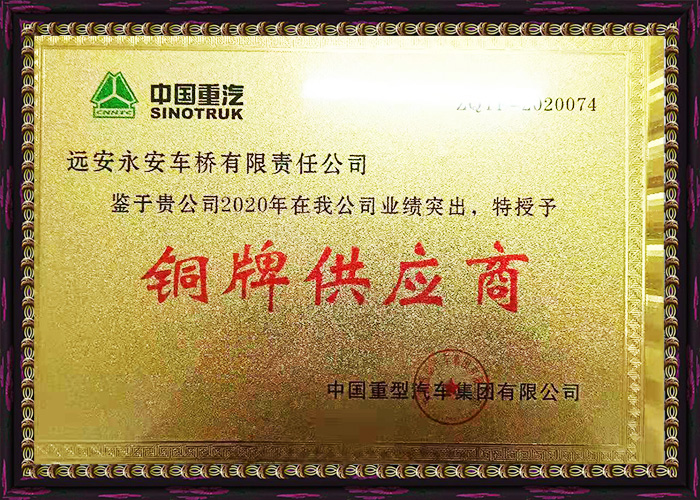 CNHTC
中国重汽
SINOTRUK
2020074
远安永安车桥有限责任公司
鉴于贵公司2020年在我公司业绩突出，特授予
铜牌供应商
中国重型汽车集团有限公司